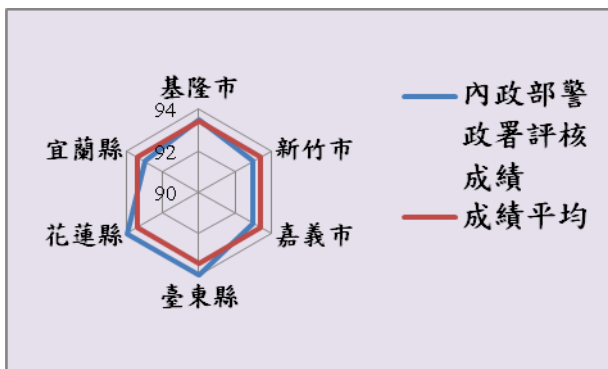 基隆市
94
宜蘭縣
92
新竹市
90
花蓮縣
嘉義市
臺東縣
內政部警
政署評核
成績
成績平均